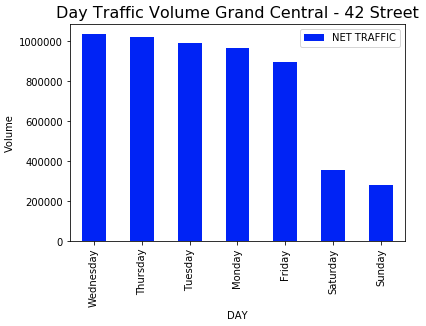 Day Traffic Volume Grand Central - 42 Street
NET TRAFFIC
1000000
800000
600000
400000
200000
0
Volume
Wednesday
Thursday
Tuesday
Monday
Friday
Saturday
Sunday
DAY